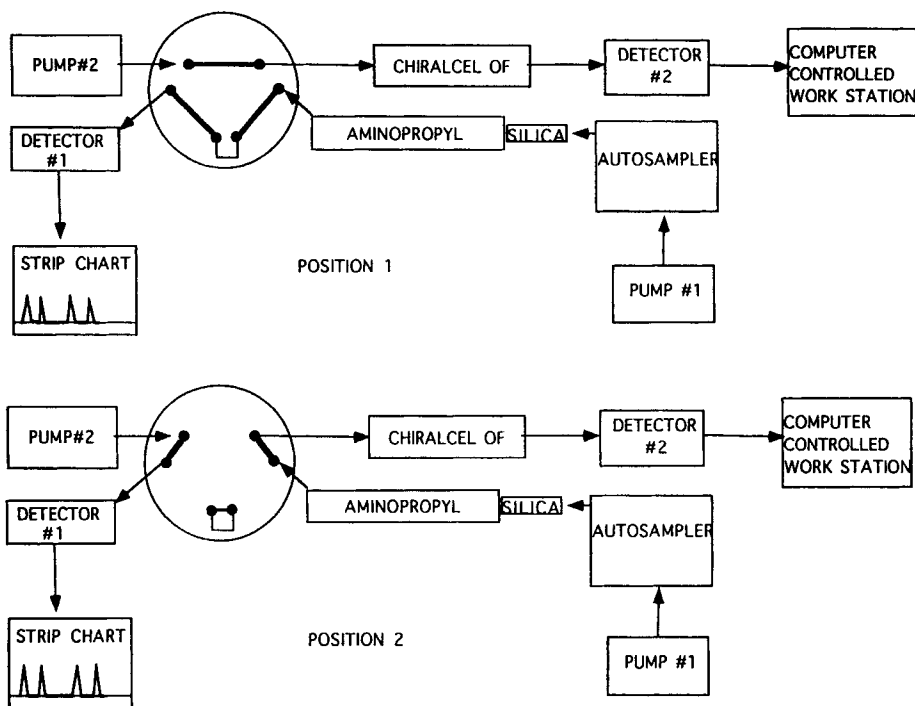 PUMP#2
CHIRALCEL OF
DETECTOR
#2
COMPUTER
CONTROLLED
WORK STATION
DETECTOR
#1
AMINOPROPYL
SILICA
AUTOSAMPLER
STRIP CHART
POSITION 1
PUMP #1
PUMP#2
CHIRALCEL OF
DETECTOR
#2
COMPUTER
CONTROLLED
WORK STATION
DETECTOR
#1
AMINOPROPYL
SILICA
AUTOSAMPLER
STRIP CHART
POSITION 2
PUMP #1